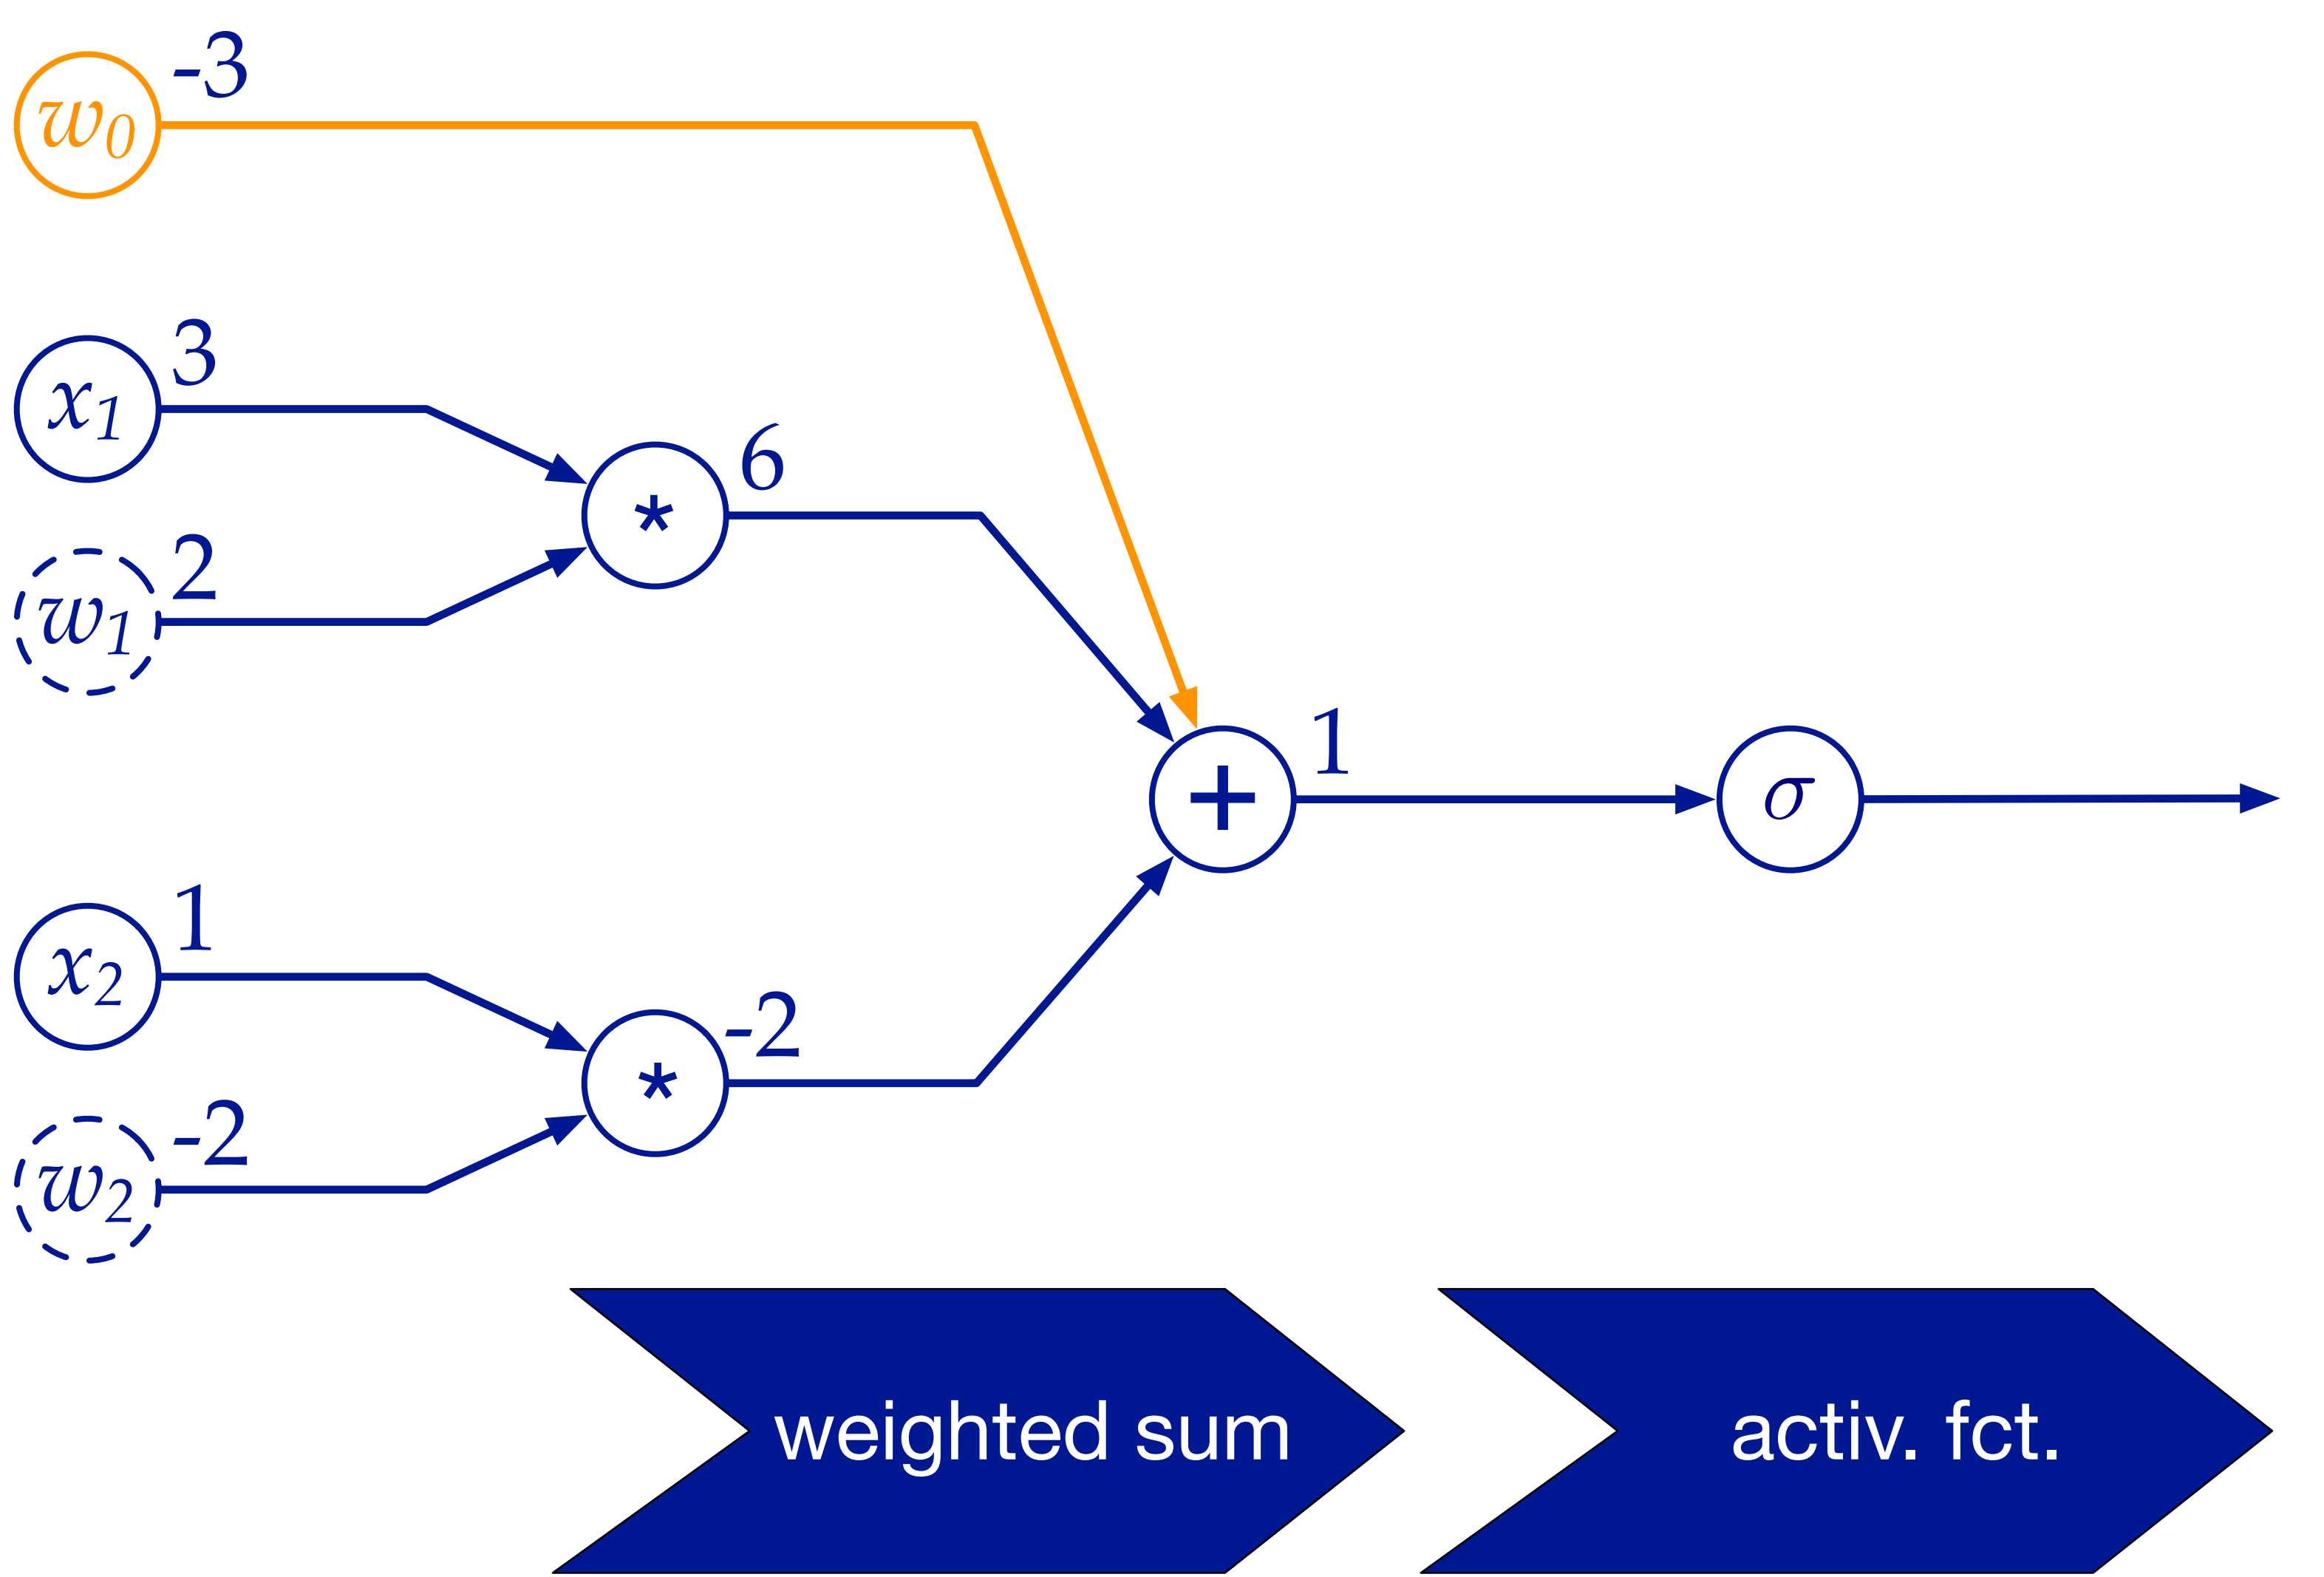 -3
w0
3
x1
6
*
2
w1
1
+
σ
1
x2
-2
*
-2
w2
weighted sum
activ. fct.